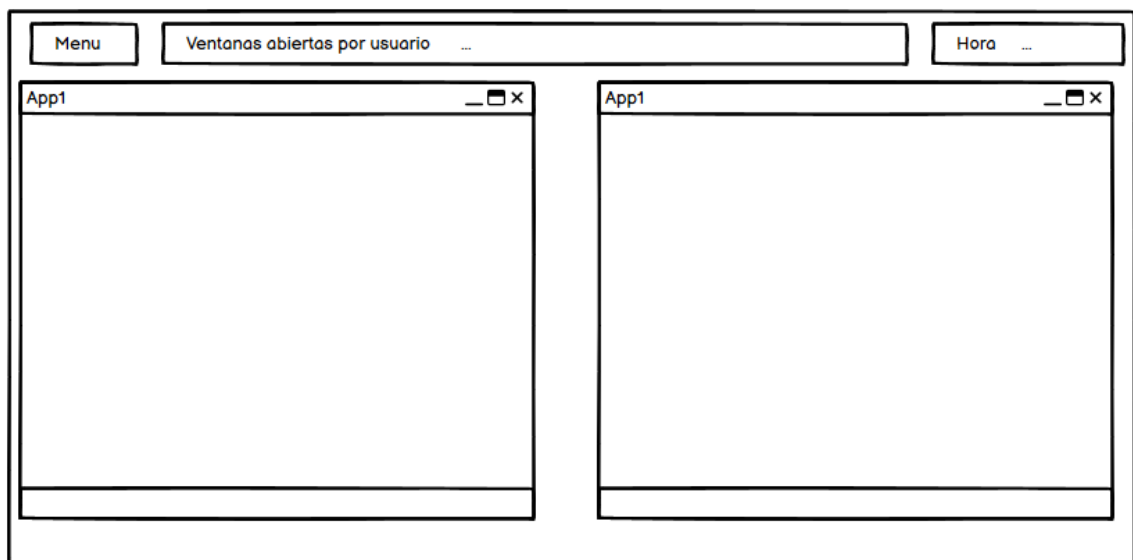 Menu
Ventanas abiertas por usuario ...
Hora ...
App1
App1